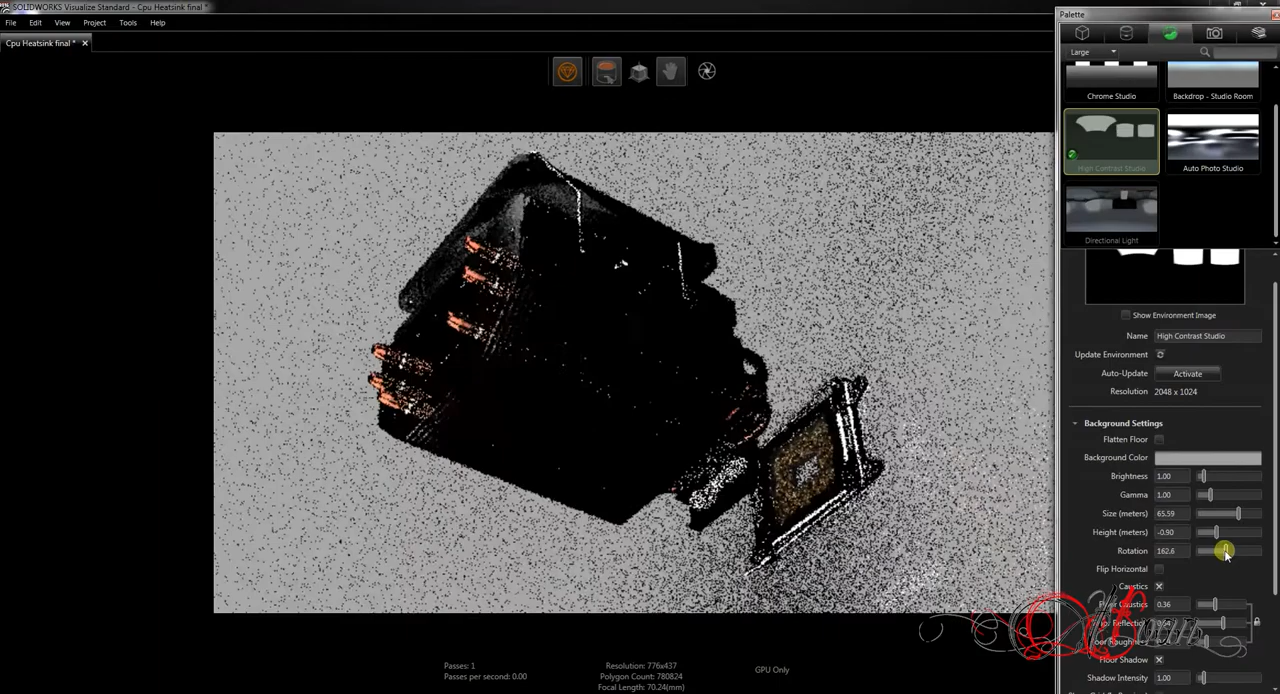 SOLIDWORKS Visualize Standard - Cpu Heatsink final *
File Edit View Project Tools Help
Cpu Heatsink final *
Palette
Large
Chrome Studio
Backdrop - Studio Room
High Contrast Studio
Auto Photo Studio
Directional Light
Show Environment Image
Name High Contrast Studio
Update Environment
Auto-Update Activate
Resolution 2048 x 1024
Background Settings
Flatten Floor
Background Color
Brightness 1.00
Gamma 1.00
Size (meters) 65.59
Height (meters) -0.90
Rotation 162.6
Flip Horizontal
Caustics
Caustics 0.36
Floor Shadow
Shadow Intensity 1.00
Passes: 1
Passes per second: 0.00
Resolution: 776x437
Polygon Count: 780824
Focal Length: 70.24(mm)
GPU Only